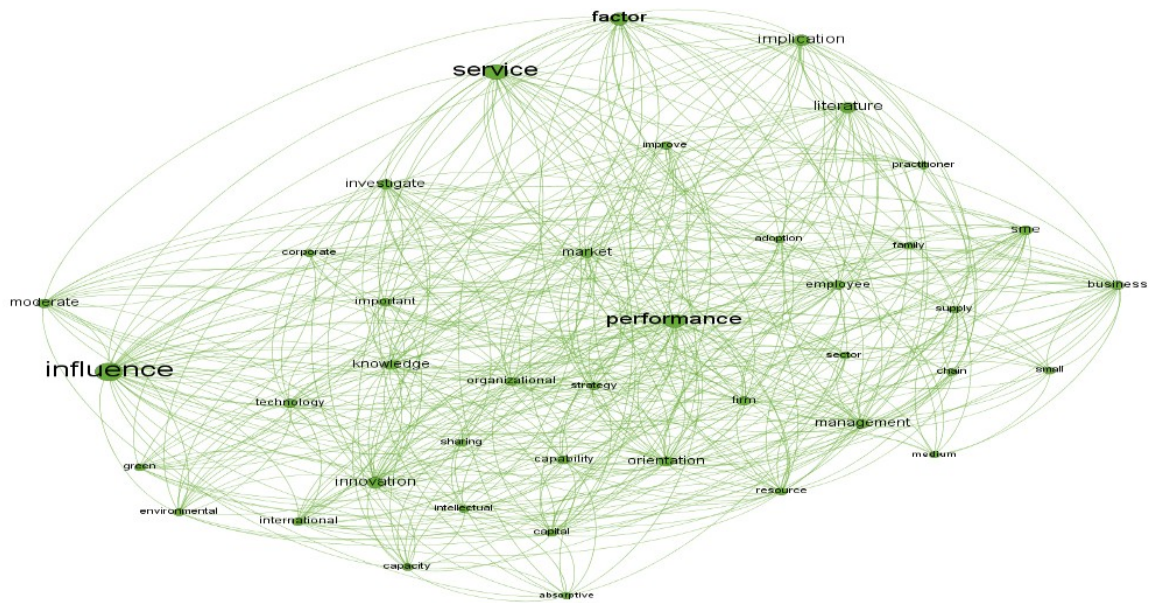 factor
implication
service
literature
improve
practitioner
investigate
sme
adoption
family
corporate
market
employee
business
moderate
important
supply
performance
sector
influence
knowledge
organizational
strategy
chain
small
technology
firm
management
sharing
medium
green
capability
orientation
innovation
resource
environmental
international
intellectual
capital
capacity
absorptive